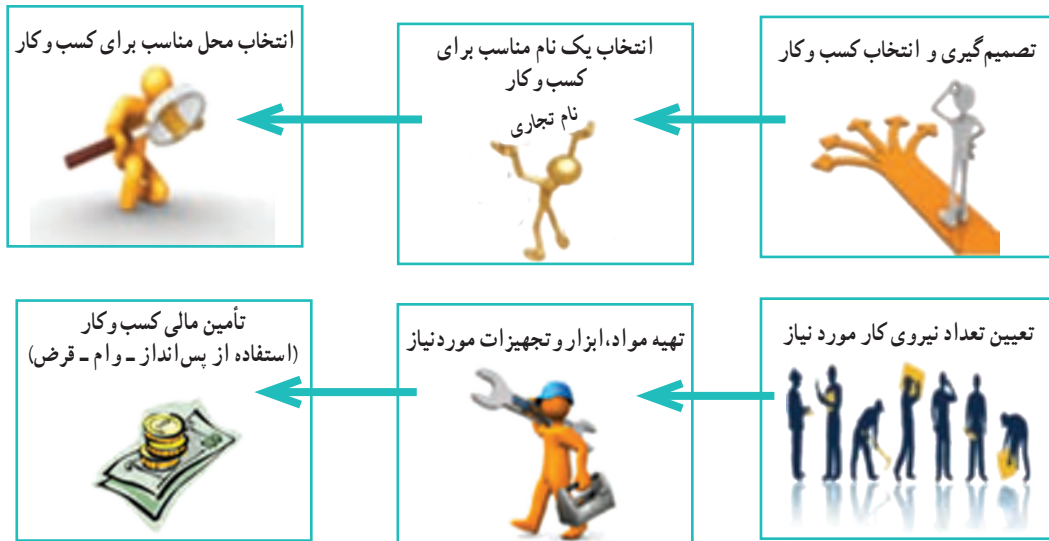 تصمیم‌گیری و انتخاب کسب و کار
انتخاب یک نام مناسب برای
کسب و کار
نام تجاری
انتخاب محل مناسب برای کسب و کار
تعیین تعداد نیروی کار مورد نیاز
تهیه مواد، ابزار و تجهیزات موردنیاز
تأمین مالی کسب و کار
(استفاده از پس‌انداز ـ وام ـ قرض)